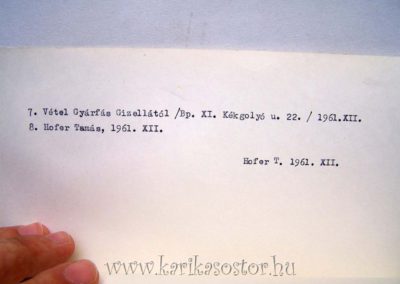 7. Vétel Gyárfás Gizellától /Bp. XI. Kékgolyó u. 22. / 1961.XII.
8. Hofer Tamás, 1961. XII.
Hofer T. 1961. XII.
www.karikasostor.hu